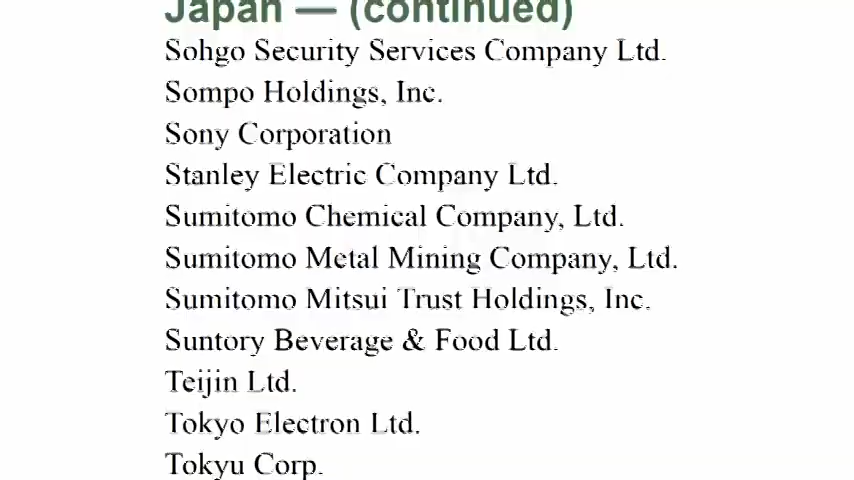 Japan — (continued)
Sohgo Security Services Company Ltd.
Sompo Holdings, Inc.
Sony Corporation
Stanley Electric Company Ltd.
Sumitomo Chemical Company, Ltd.
Sumitomo Metal Mining Company, Ltd.
Sumitomo Mitsui Trust Holdings, Inc.
Suntory Beverage & Food Ltd.
Teijin Ltd.
Tokyo Electron Ltd.
Tokyu Corp.